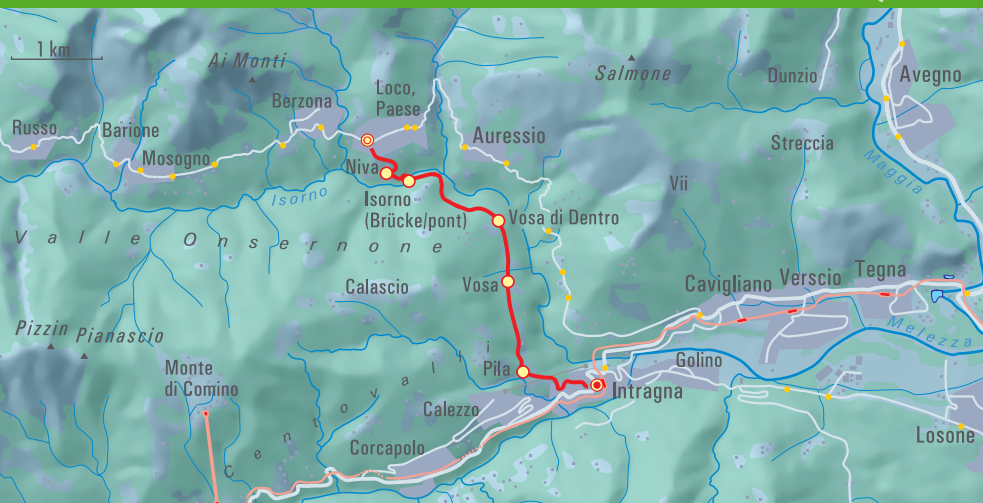 1 km
Ai Monti
Salmone
Dunzio
Avegno
Loco,
Paese
Berzona
Russo
Barione
Mosogno
Auressio
Streccia
Maggia
Niva
Isorno
Isorno
(Brücke/pont)
Vii
Vosa di Dentro
Valle Onsernone
Calascio
Vosa
Cavigliano
Verscio
Tegna
Pizzin
Pianascio
Melezza
Monte
di Comino
Pila
Golino
Intragna
Centovalli
Calezzo
Corcapolo
Losone